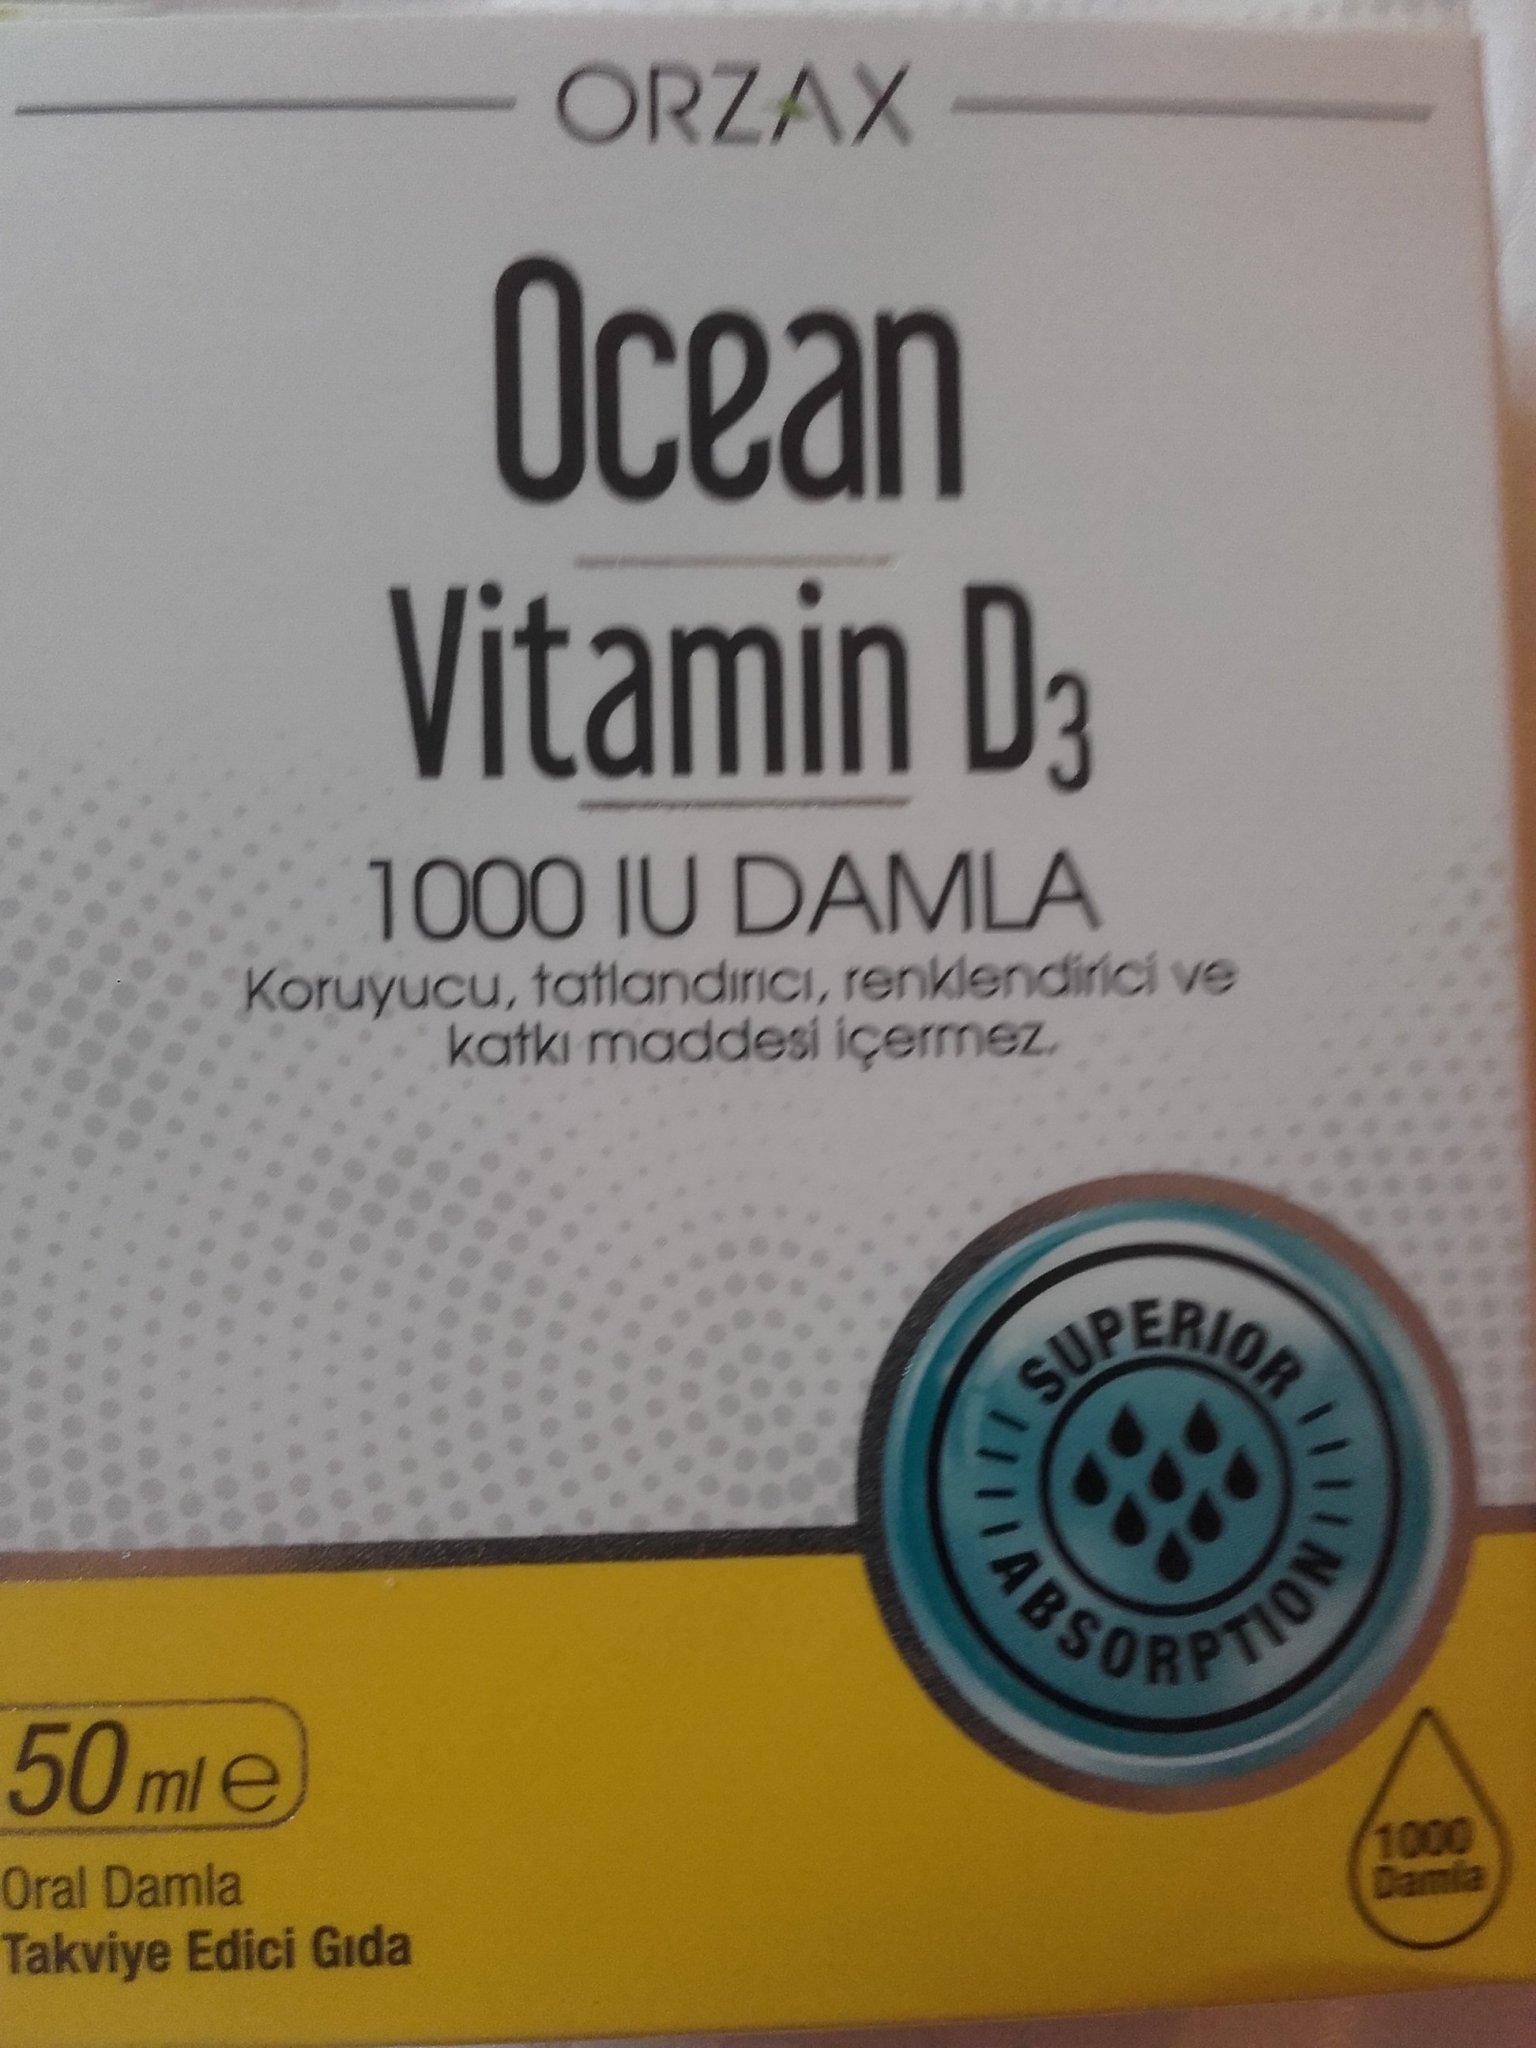 ORZAX
Ocean
Vitamin D3
1000 IU DAMLA
Koruyucu, tatlandırıcı, renklendirici ve
katkı maddesi içermez.
SUPERIOR
ABSORPTION
50 ml e
Oral Damla
Takviye Edici Gıda
1000
Damla